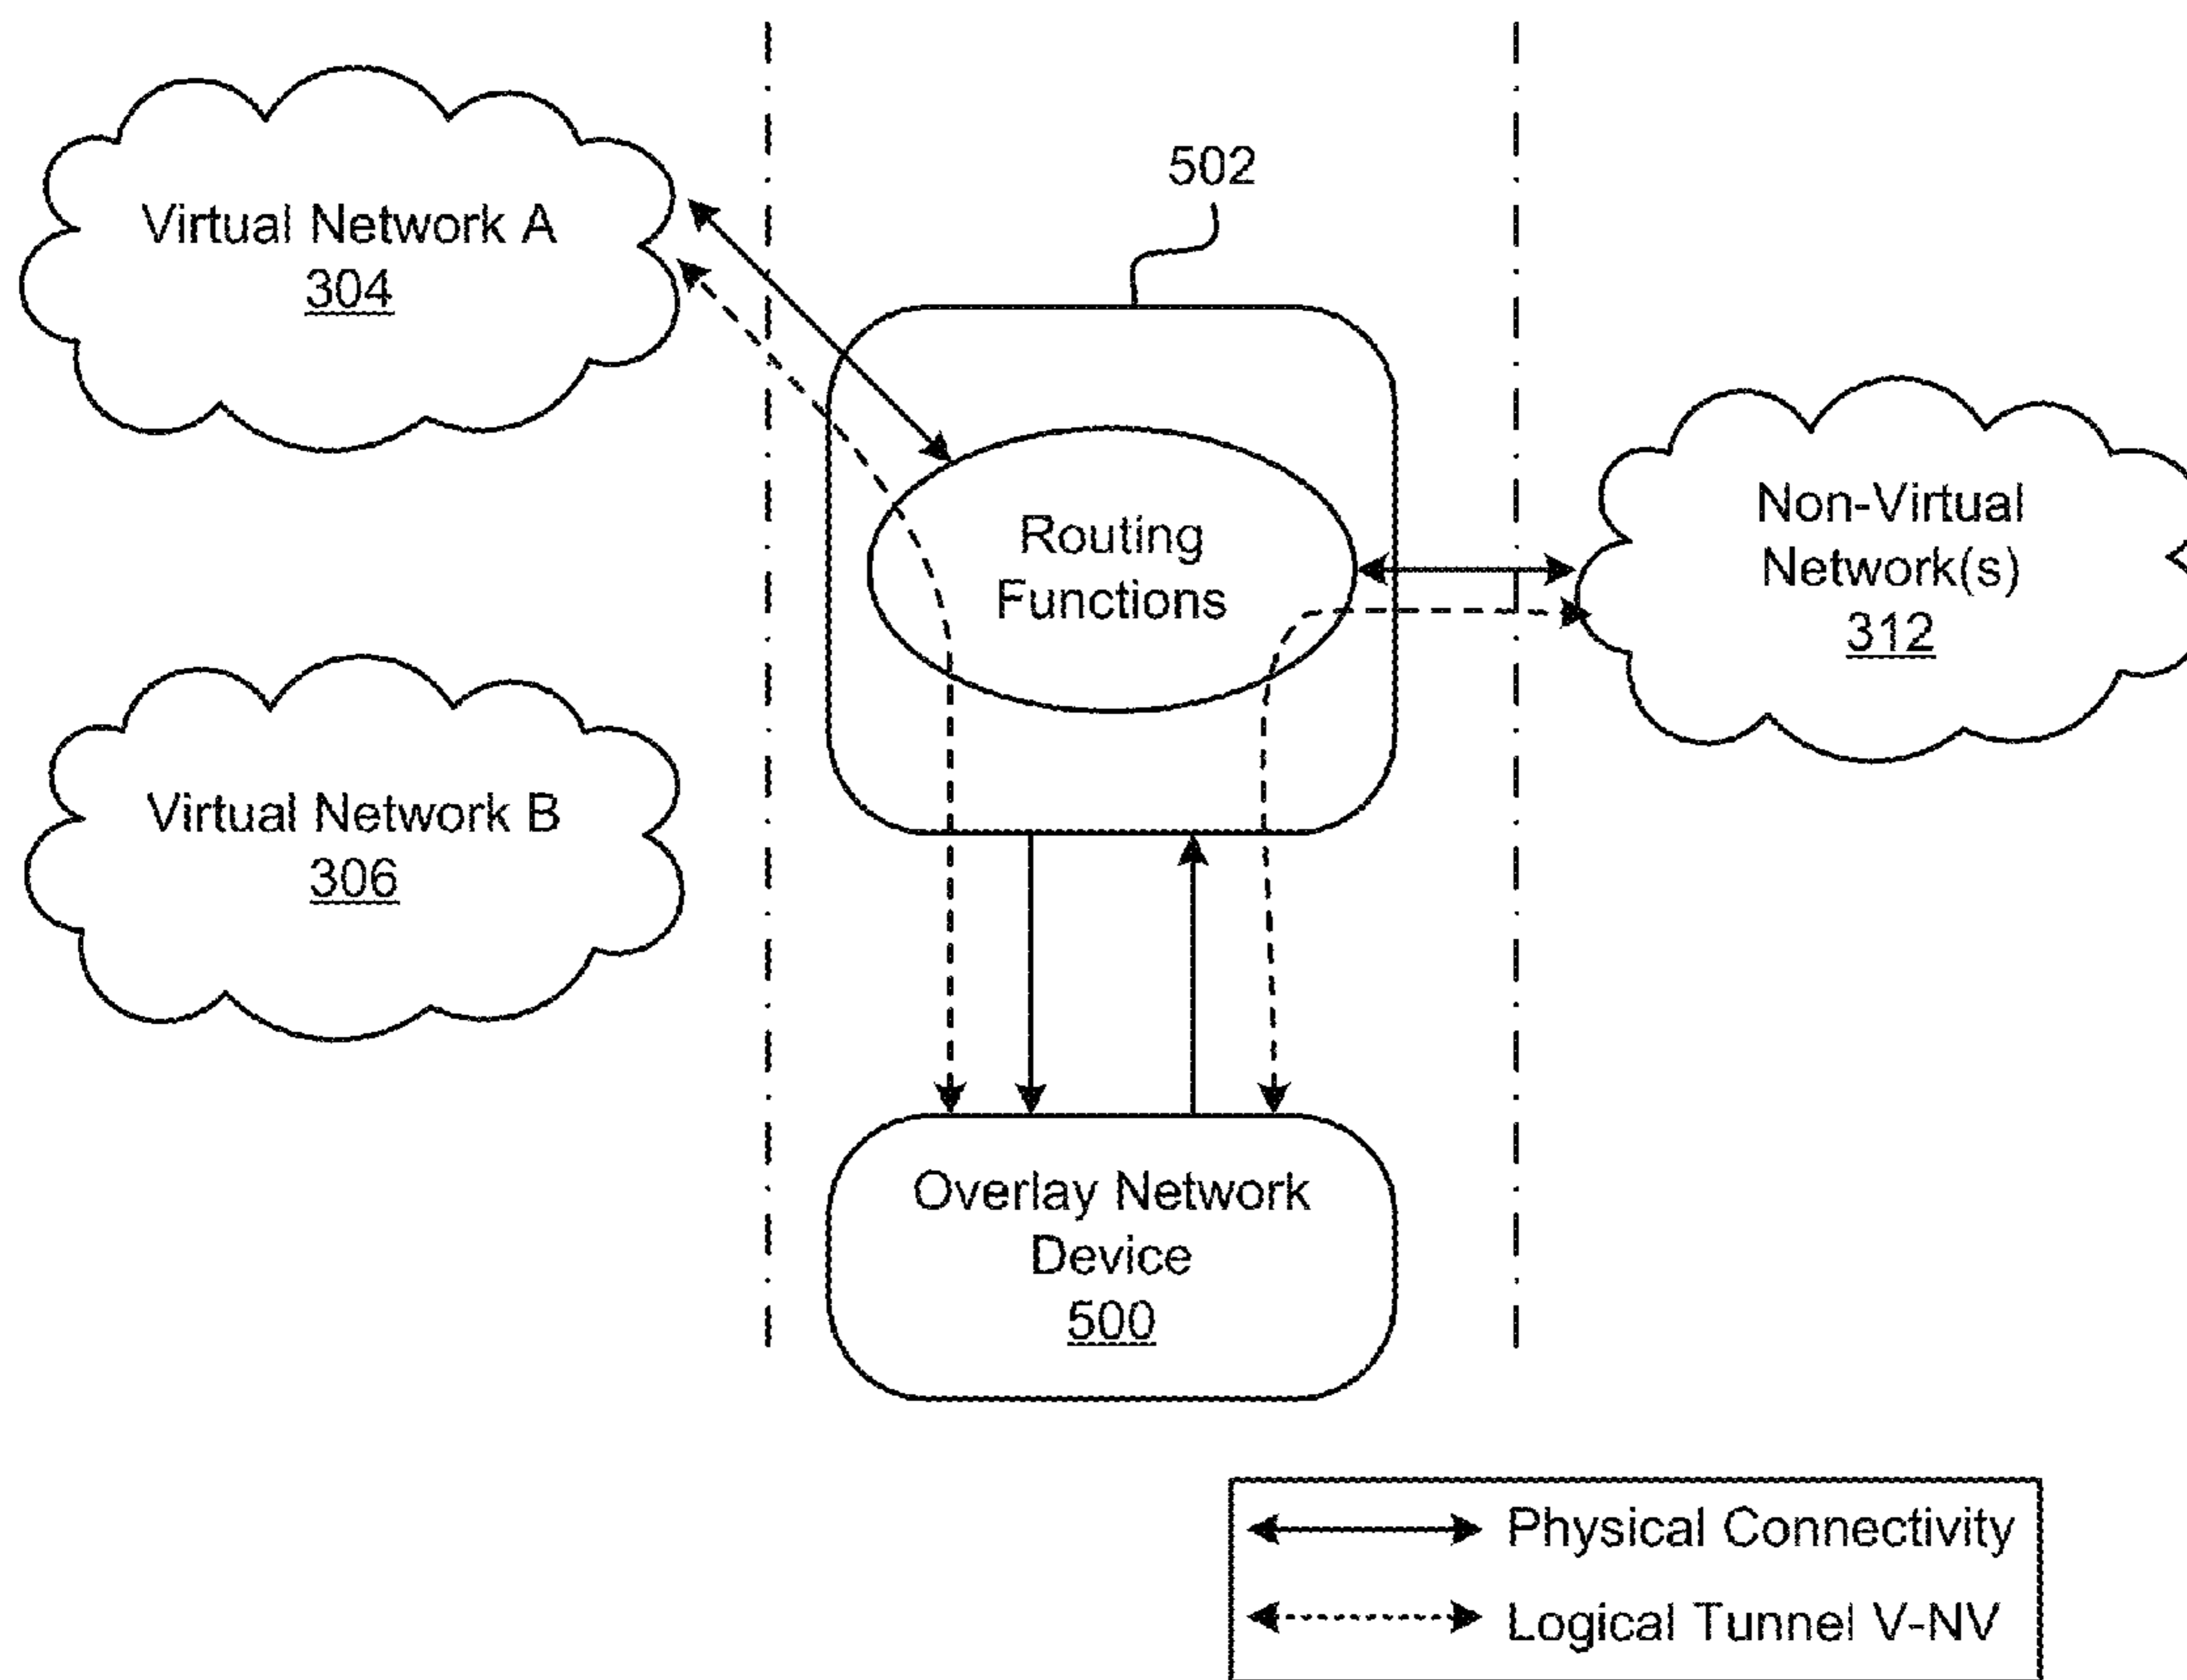 502
Virtual Network A
304
Routing
Functions
Non-Virtual
Network(s)
312
Virtual Network B
306
Overlay Network
Device
500
Physical Connectivity
Logical Tunnel V-NV